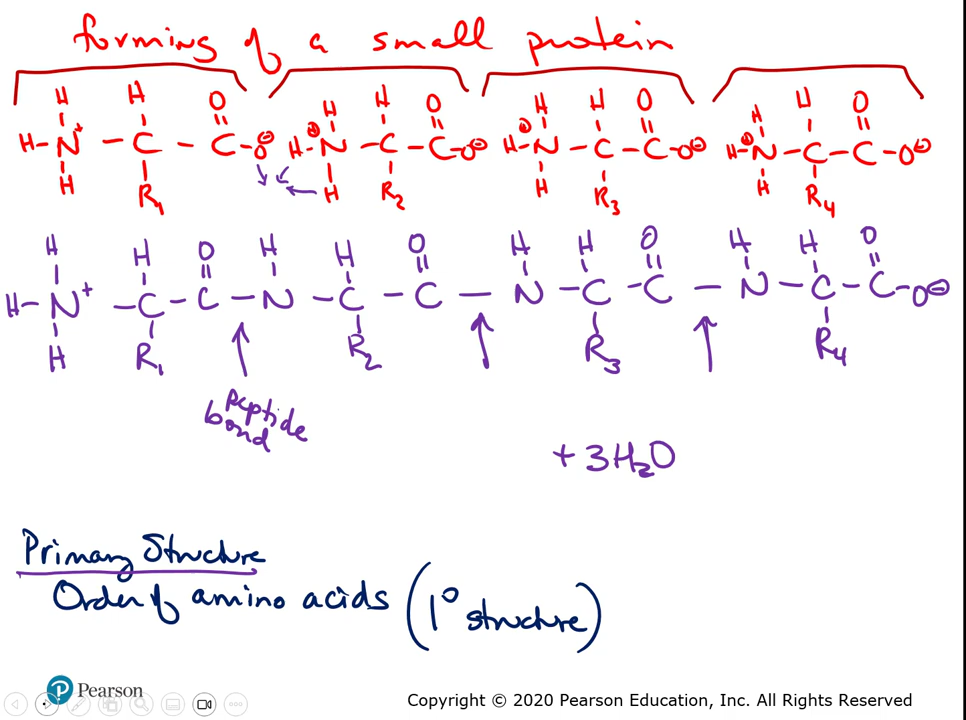 forming of a small protein
H H O H H O H H O H H O
H-N+ - C - C-O⊖ H-N⊕ - C - C-O⊖ H-N⊕ - C - C-O⊖ H-N⊕ - C - C-O⊖
H R1 H R2 H R3 H R4
H H O H H O H H O H H O
H-N+ - C - C - N - C - C - N - C - C - N - C - C-O⊖
H R1 R2 R3 R4
peptide
bond
+ 3H2O
Primary Structure
Order of amino acids (1° structure)
Pearson
Copyright © 2020 Pearson Education, Inc. All Rights Reserved